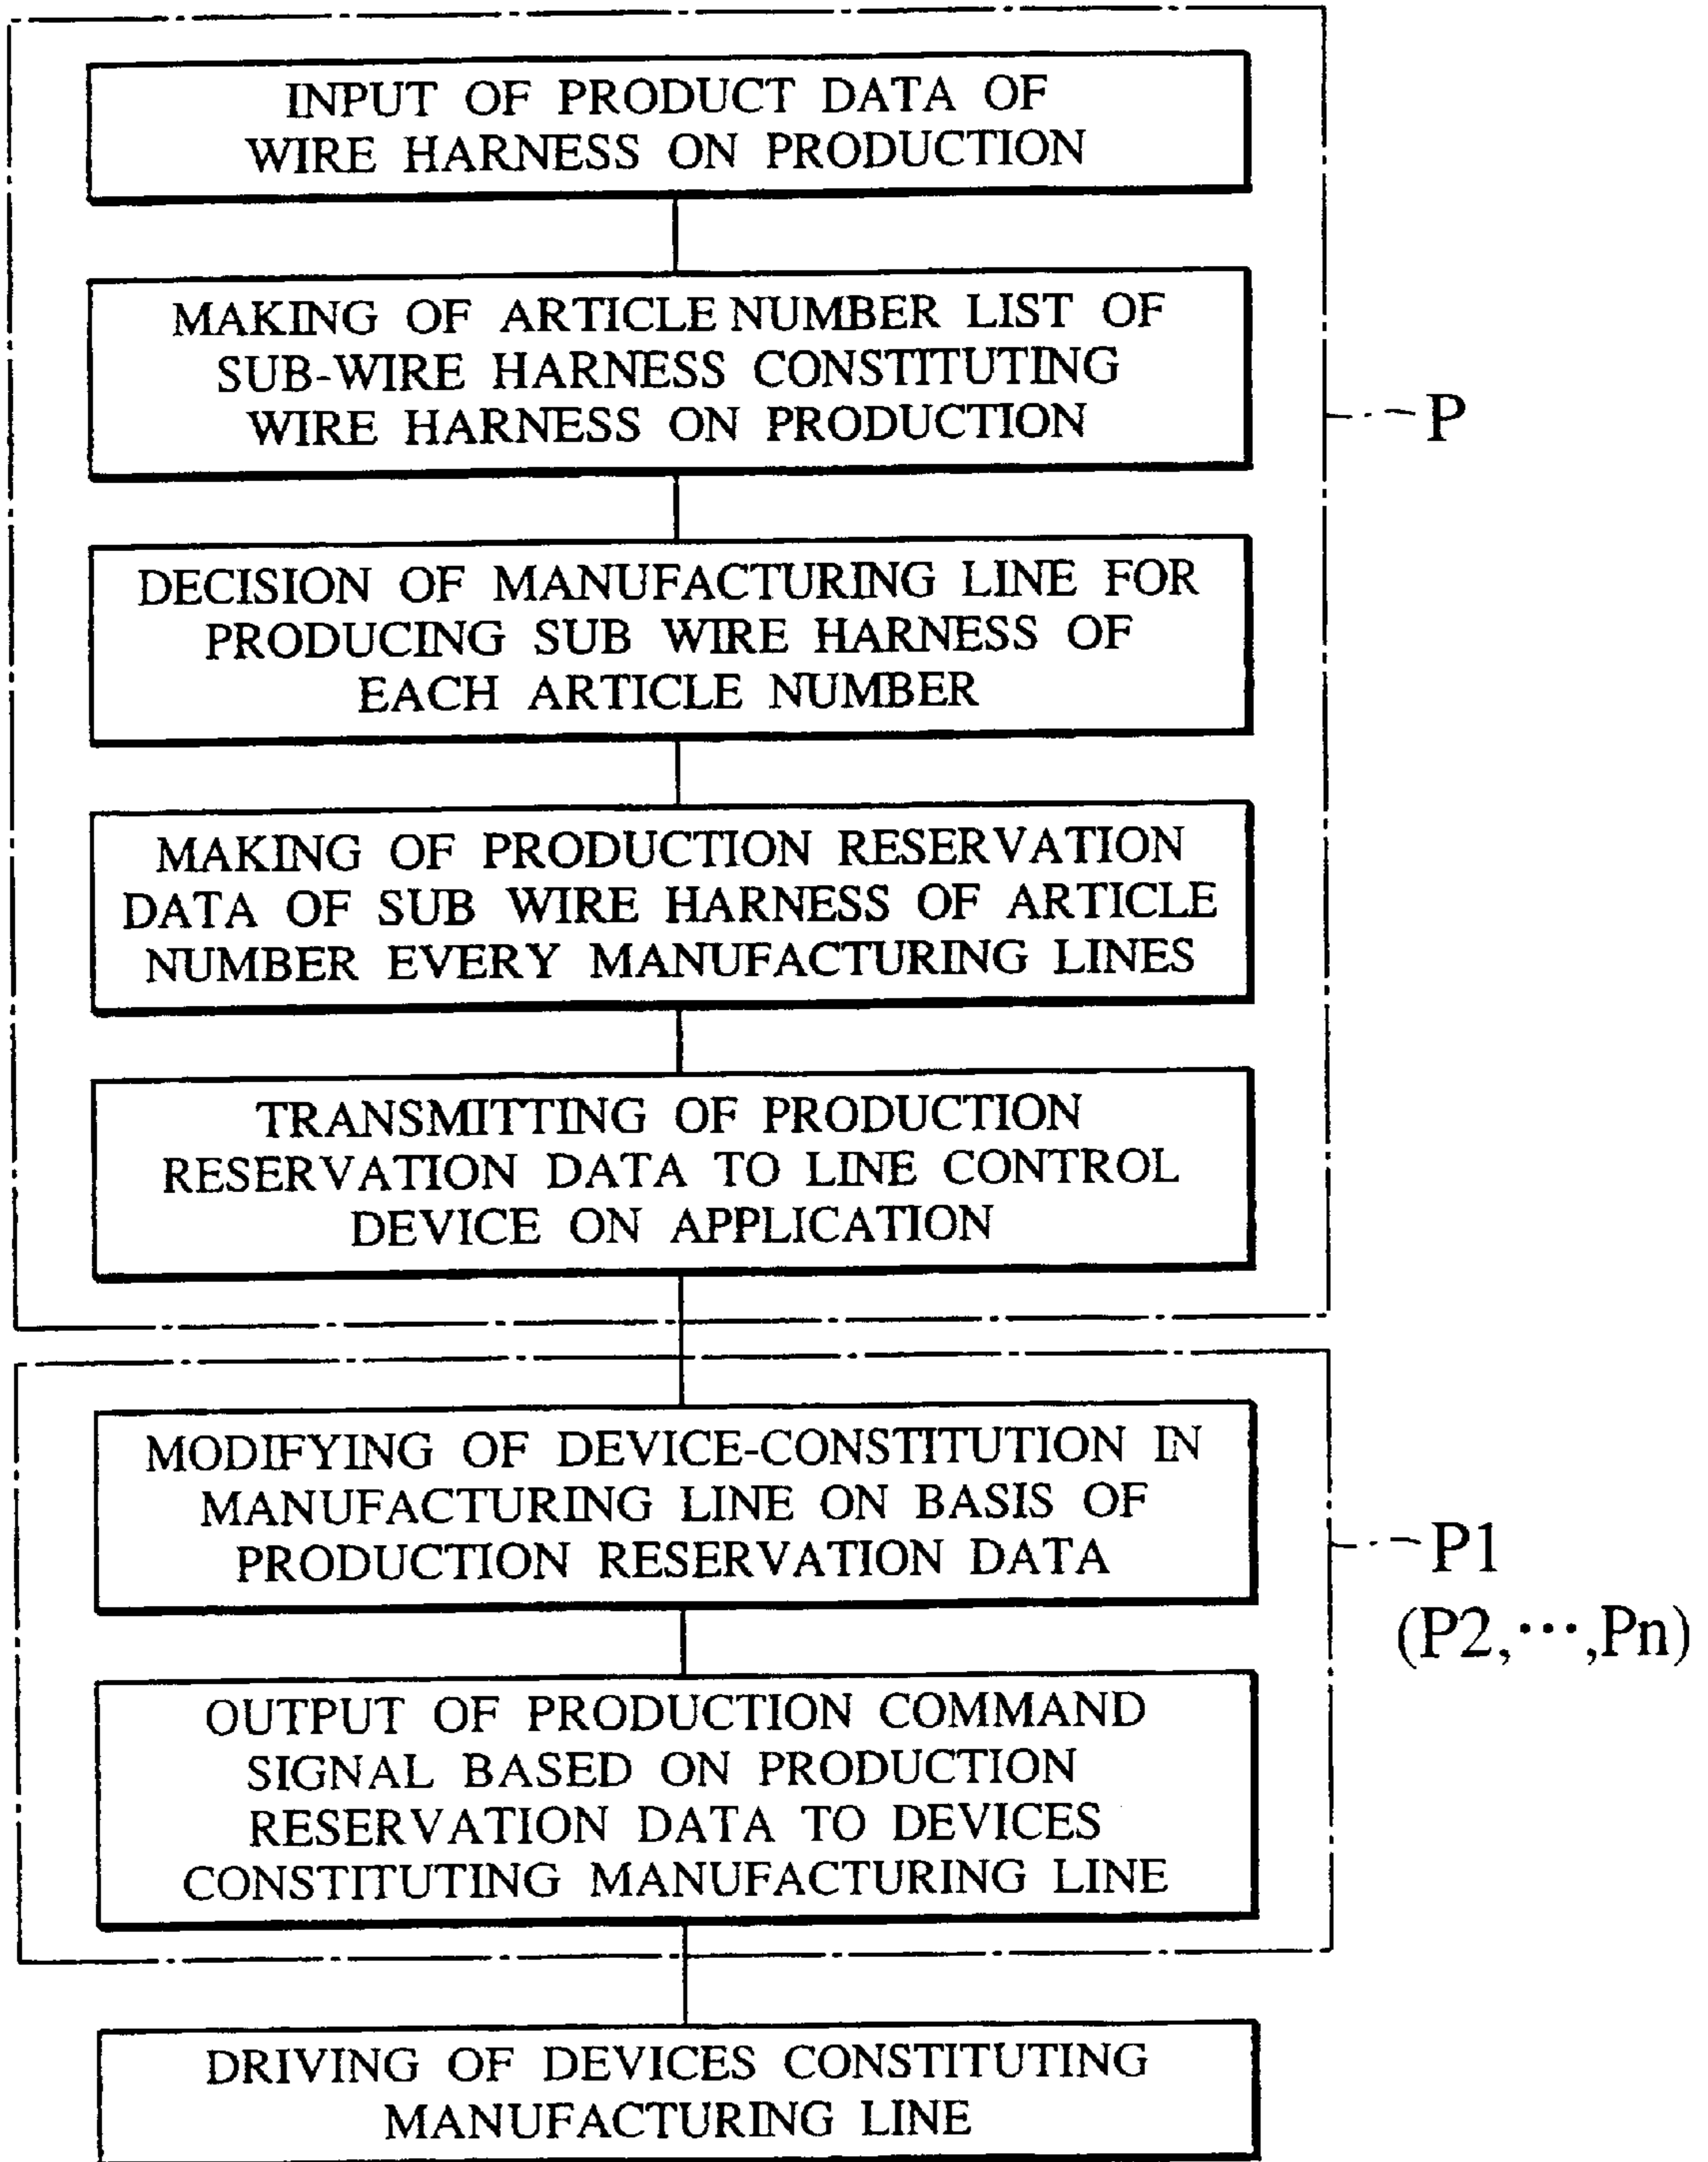 INPUT OF PRODUCT DATA OF
WIRE HARNESS ON PRODUCTION
MAKING OF ARTICLE NUMBER LIST OF
SUB-WIRE HARNESS CONSTITUTING
WIRE HARNESS ON PRODUCTION
P
DECISION OF MANUFACTURING LINE FOR
PRODUCING SUB WIRE HARNESS OF
EACH ARTICLE NUMBER
MAKING OF PRODUCTION RESERVATION
DATA OF SUB WIRE HARNESS OF ARTICLE
NUMBER EVERY MANUFACTURING LINES
TRANSMITTING OF PRODUCTION
RESERVATION DATA TO LINE CONTROL
DEVICE ON APPLICATION
MODIFYING OF DEVICE-CONSTITUTION IN
MANUFACTURING LINE ON BASIS OF
PRODUCTION RESERVATION DATA
P1
(P2,···,Pn)
OUTPUT OF PRODUCTION COMMAND
SIGNAL BASED ON PRODUCTION
RESERVATION DATA TO DEVICES
CONSTITUTING MANUFACTURING LINE
DRIVING OF DEVICES CONSTITUTING
MANUFACTURING LINE